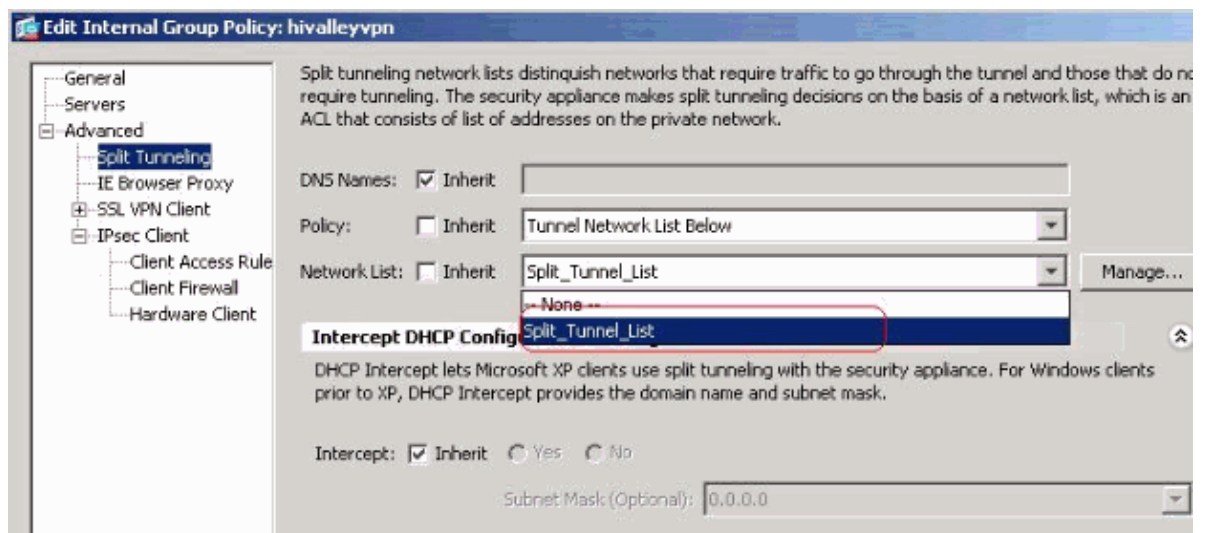 Edit Internal Group Policy: hivalleyvpn
General
Servers
Advanced
Split Tunneling
IE Browser Proxy
SSL VPN Client
IPsec Client
Client Access Rule
Client Firewall
Hardware Client
Split tunneling network lists distinguish networks that require traffic to go through the tunnel and those that do no
require tunneling. The security appliance makes split tunneling decisions on the basis of a network list, which is an
ACL that consists of list of addresses on the private network.
DNS Names: Inherit
Policy: Inherit Tunnel Network List Below
Network List: Inherit Split_Tunnel_List Manage...
-- None --
Split_Tunnel_List
Intercept DHCP Config
DHCP Intercept lets Microsoft XP clients use split tunneling with the security appliance. For Windows clients
prior to XP, DHCP Intercept provides the domain name and subnet mask.
Intercept: Inherit Yes No
Subnet Mask (Optional): 0.0.0.0